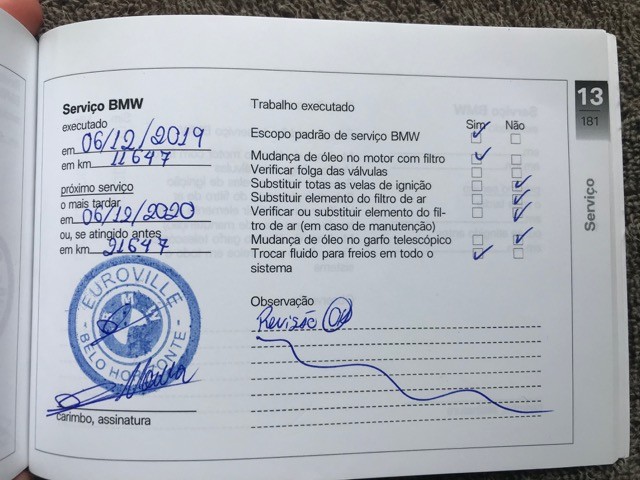 Serviço BMW
executado
em 06/12/2019
em km 11647
próximo serviço
o mais tardar
em 06/12/2020
ou, se atingido antes
em km 21647
EUROVILLE
BMW
BELO HORIZONTE
carimbo, assinatura
Trabalho executado
Sim Não
Escopo padrão de serviço BMW
Mudança de óleo no motor com filtro
Verificar folga das válvulas
Substituir totas as velas de ignição
Substituir elemento do filtro de ar
Verificar ou substituir elemento do fil-
tro de ar (em caso de manutenção)
Mudança de óleo no garfo telescópico
Trocar fluido para freios em todo o
sistema
Observação
Revisão
13
181
Serviço